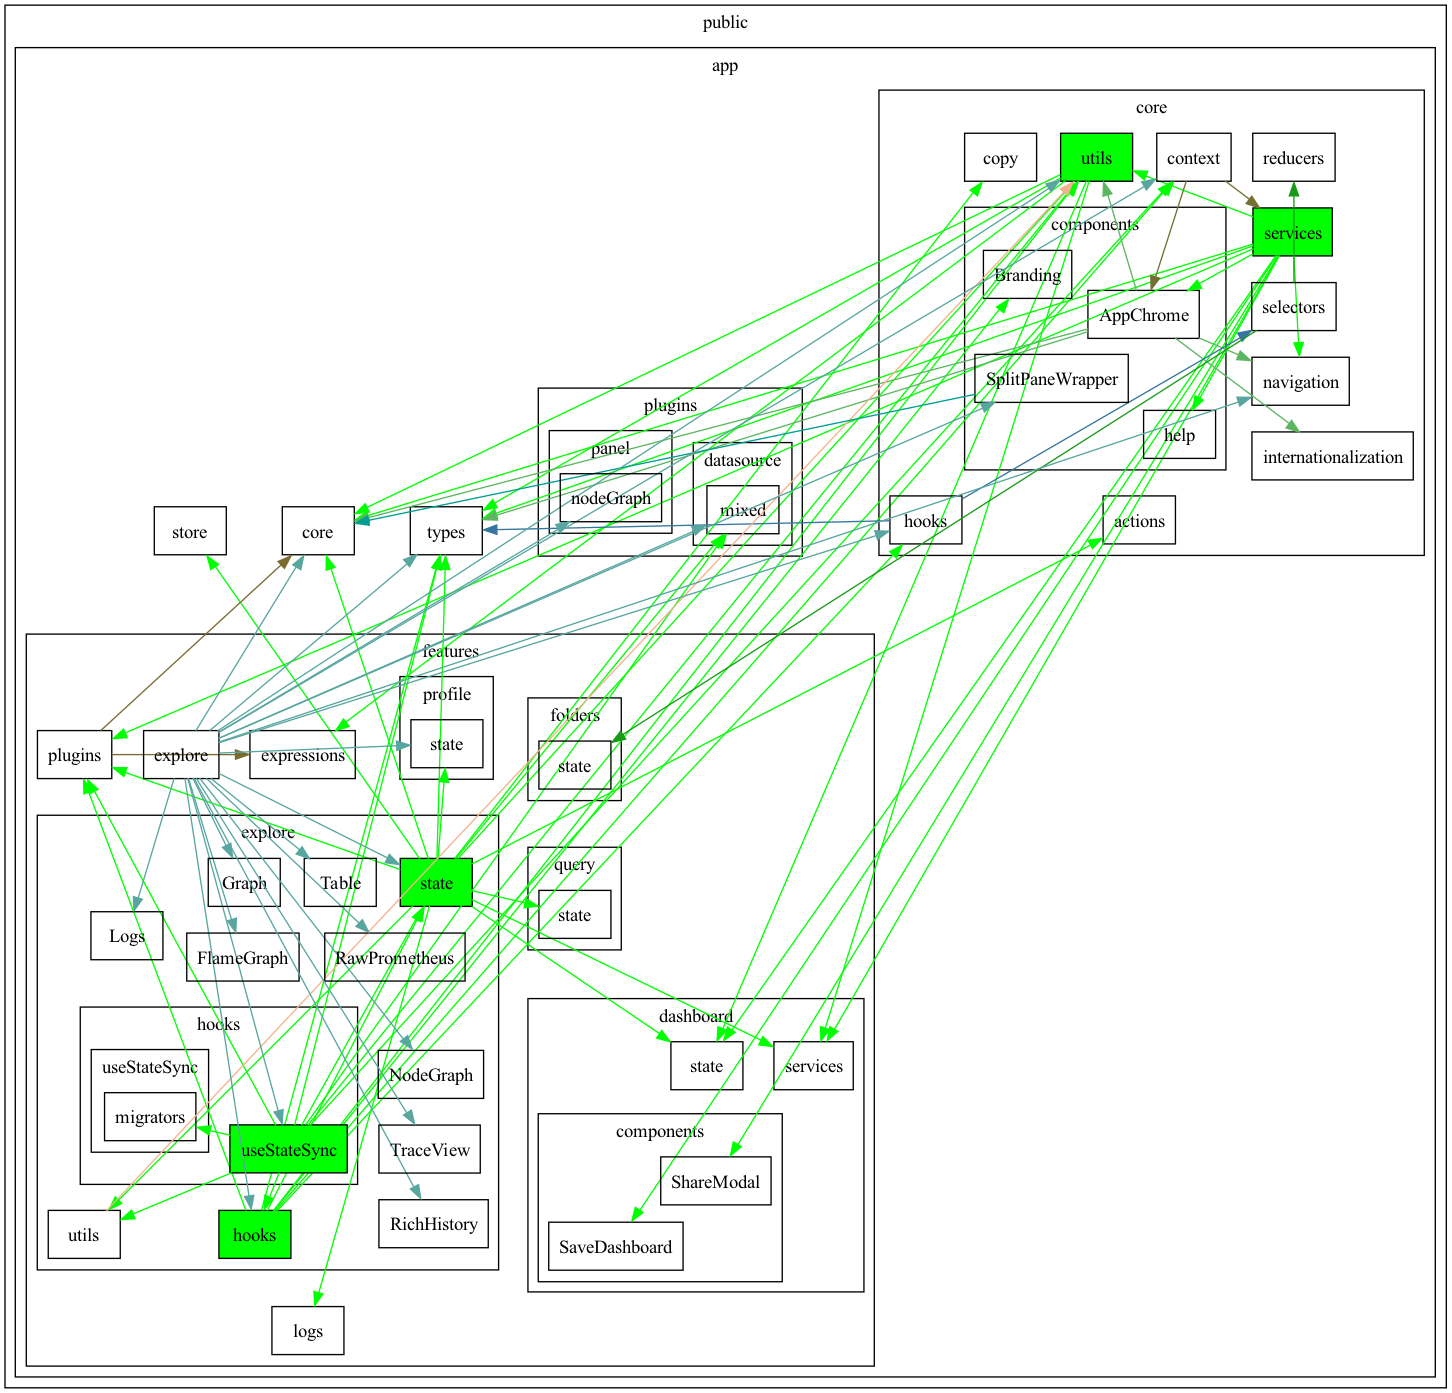 public
app
core
copy
utils
context
reducers
components
services
Branding
AppChrome
selectors
SplitPaneWrapper
navigation
help
internationalization
plugins
panel
datasource
nodeGraph
mixed
store
core
types
hooks
actions
features
profile
state
folders
state
plugins
explore
expressions
explore
Graph
Table
state
query
state
Logs
FlameGraph
RawPrometheus
hooks
useStateSync
migrators
useStateSync
NodeGraph
TraceView
RichHistory
utils
hooks
dashboard
state
services
components
ShareModal
SaveDashboard
logs